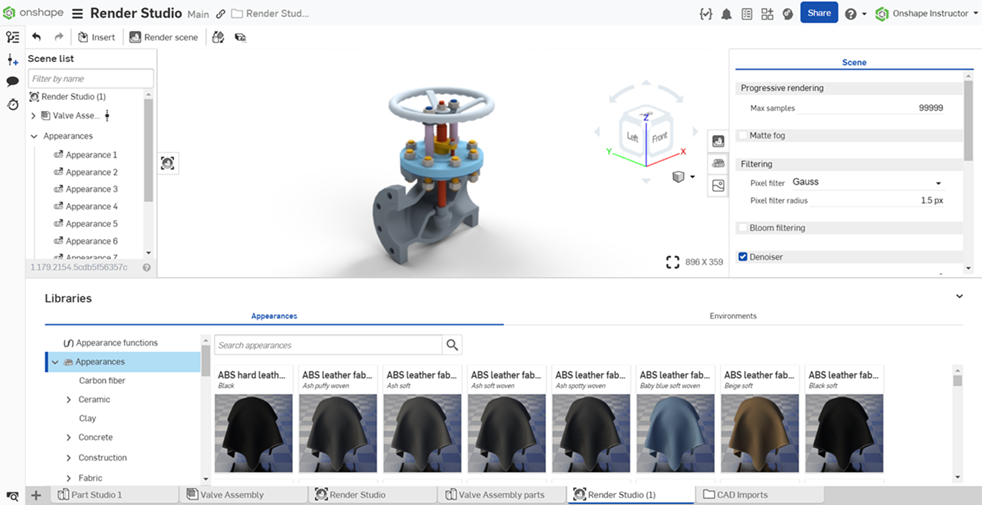 onshape Render Studio Main Render Stud... Share Onshape Instructor
Insert Render scene
Scene list
Filter by name
Render Studio (1)
Valve Asse...
Appearances
Appearance 1
Appearance 2
Appearance 3
Appearance 4
Appearance 5
Appearance 6
Appearance 7
1.179.2154.5cdb5f56357c
Z
Left Front
Y X
896 X 359
Scene
Progressive rendering
Max samples 99999
Matte fog
Filtering
Pixel filter Gauss
Pixel filter radius 1.5 px
Bloom filtering
Denoiser
Libraries
Appearances Environments
Appearance functions
Appearances
Carbon fiber
Ceramic
Clay
Concrete
Construction
Fabric
Search appearances
ABS hard leath... ABS leather fab... ABS leather fab... ABS leather fab... ABS leather fab... ABS leather fab... ABS leather fab... ABS leather fab...
Black Ash puffy woven Ash soft Ash soft woven Ash spotty woven Baby blue soft woven Beige soft Black soft
Part Studio 1 Valve Assembly Render Studio Valve Assembly parts Render Studio (1) CAD Imports